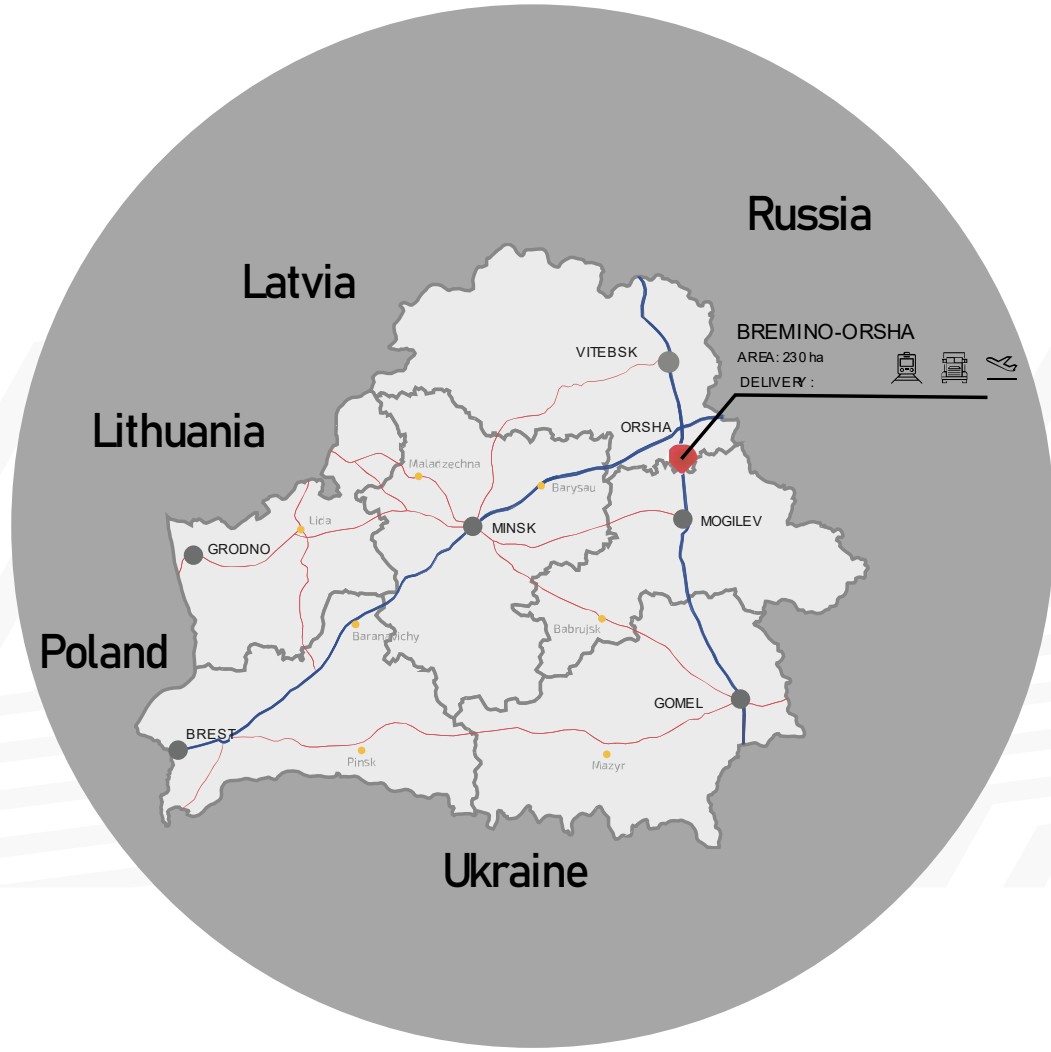 Russia
Latvia
BREMINO-ORSHA
AREA: 230 ha
DELIVERY :
VITEBSK
Lithuania
ORSHA
Maladzechna
Barysau
Lida
MINSK
MOGILEV
GRODNO
Poland
Baranavichy
Babrujsk
GOMEL
BREST
Pinsk
Mazyr
Ukraine